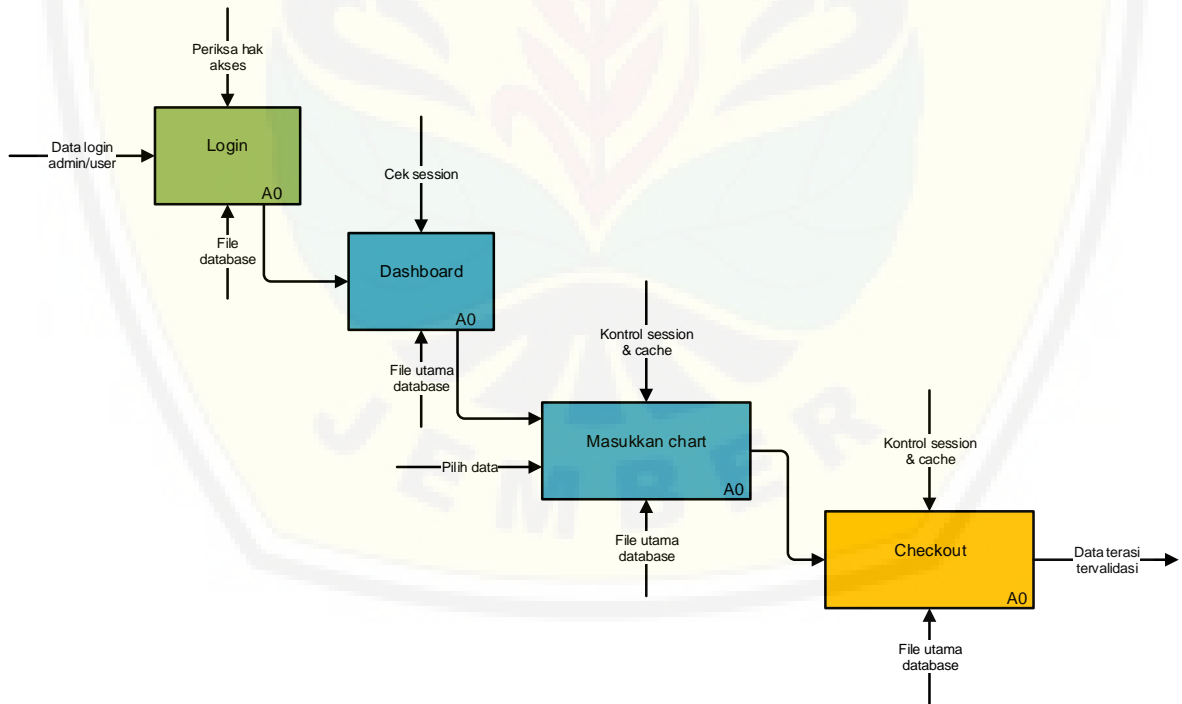 Periksa hak
akses
Data login
admin/user
Login
A0
File
database
Cek session
Dashboard
A0
File utama
database
Kontrol session
& cache
Pilih data
Masukkan chart
A0
File utama
database
Kontrol session
& cache
Checkout
A0
Data terasi
tervalidasi
File utama
database
JEMBER